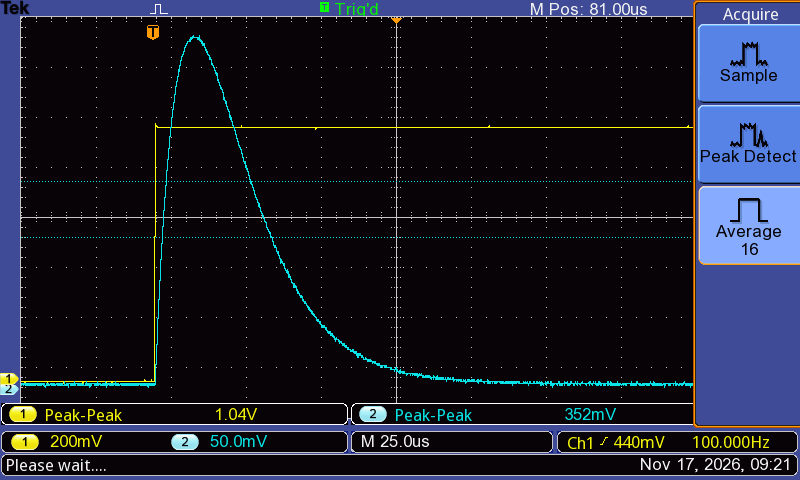 Tek T Trig'd M Pos: 81.00us
Acquire
T
Sample
Peak Detect
Average
16
1
2
1 Peak-Peak 1.04V 2 Peak-Peak 352mV
1 200mV 2 50.0mV M 25.0us Ch1 440mV 100.000Hz
Please wait.... Nov 17, 2026, 09:21